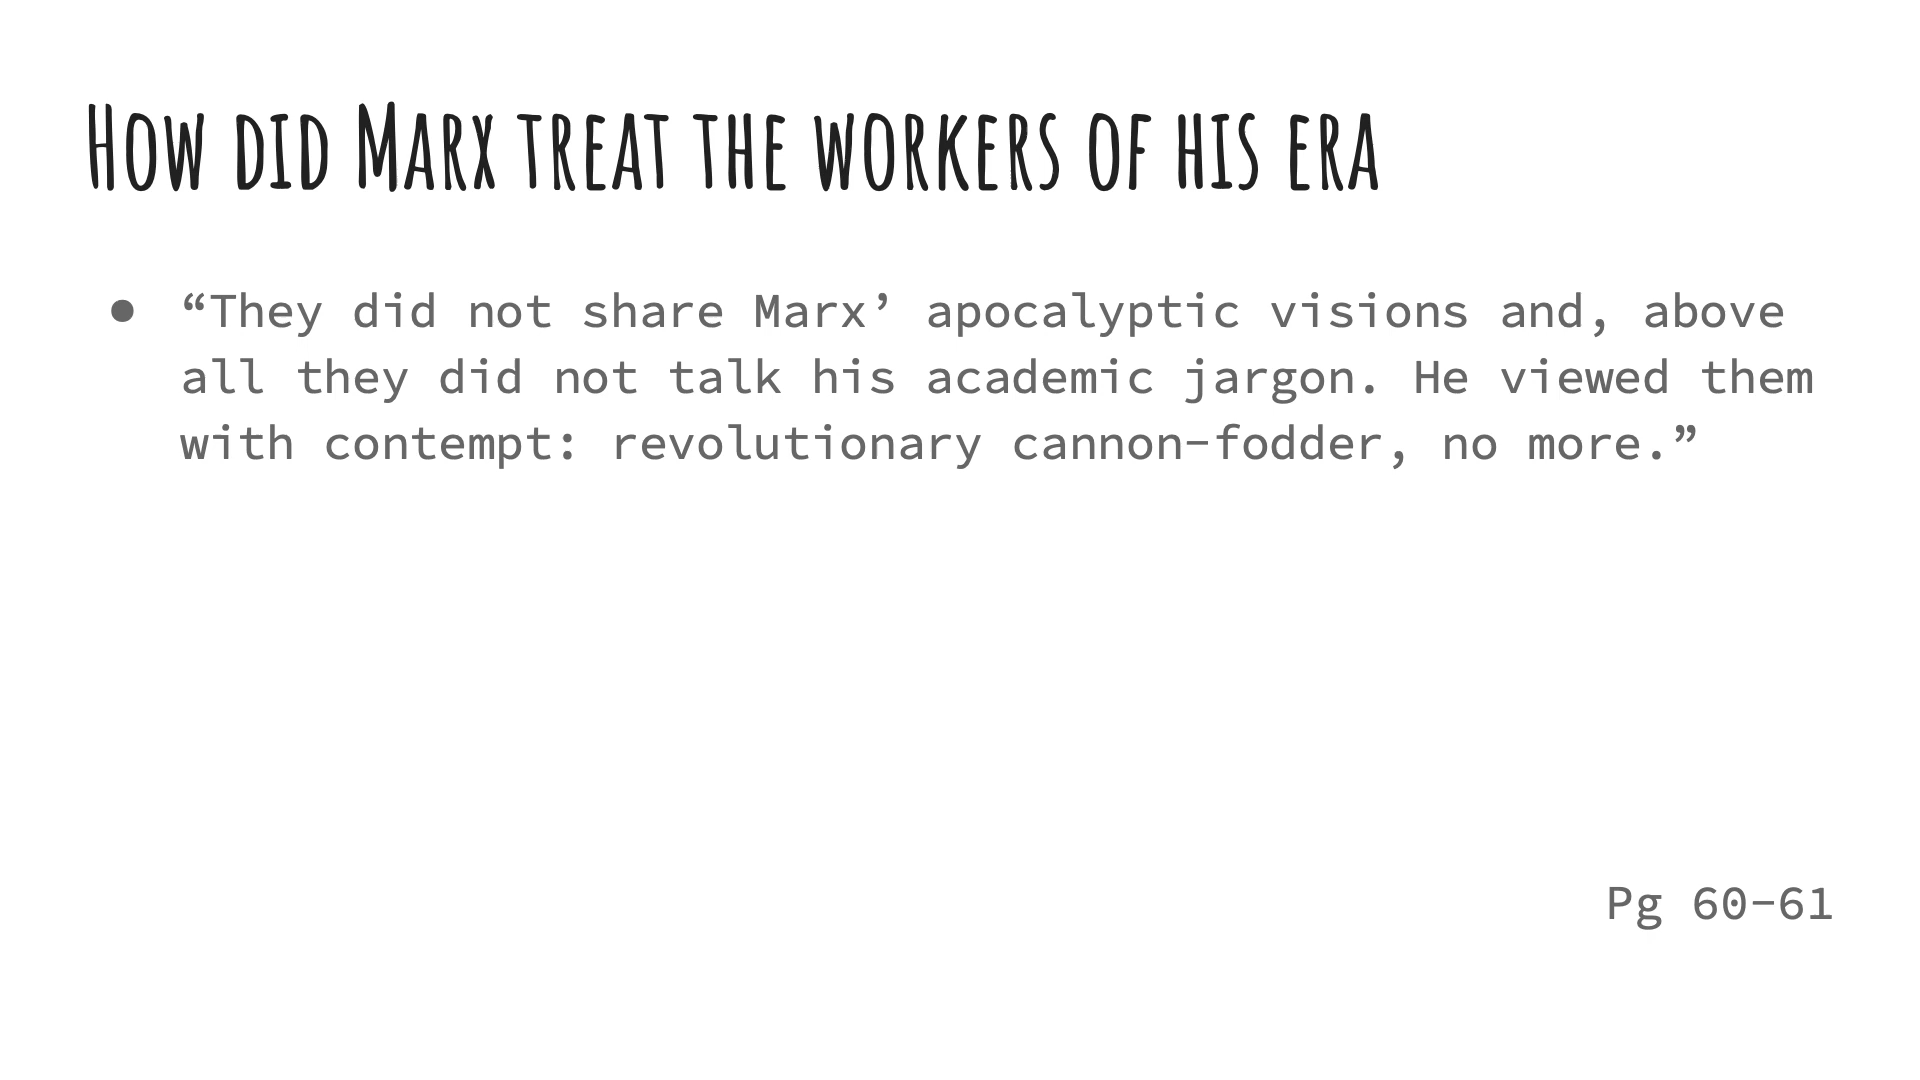 How did Marx treat the workers of his era
● “They did not share Marx’ apocalyptic visions and, above
all they did not talk his academic jargon. He viewed them
with contempt: revolutionary cannon-fodder, no more.”
Pg 60-61